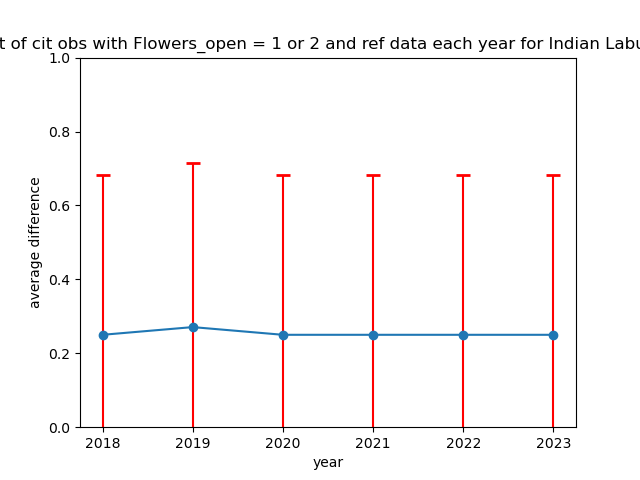 t of cit obs with Flowers_open = 1 or 2 and ref data each year for Indian Labu
1.0
0.8
0.6
0.4
0.2
0.0
average difference
2018 2019 2020 2021 2022 2023
year